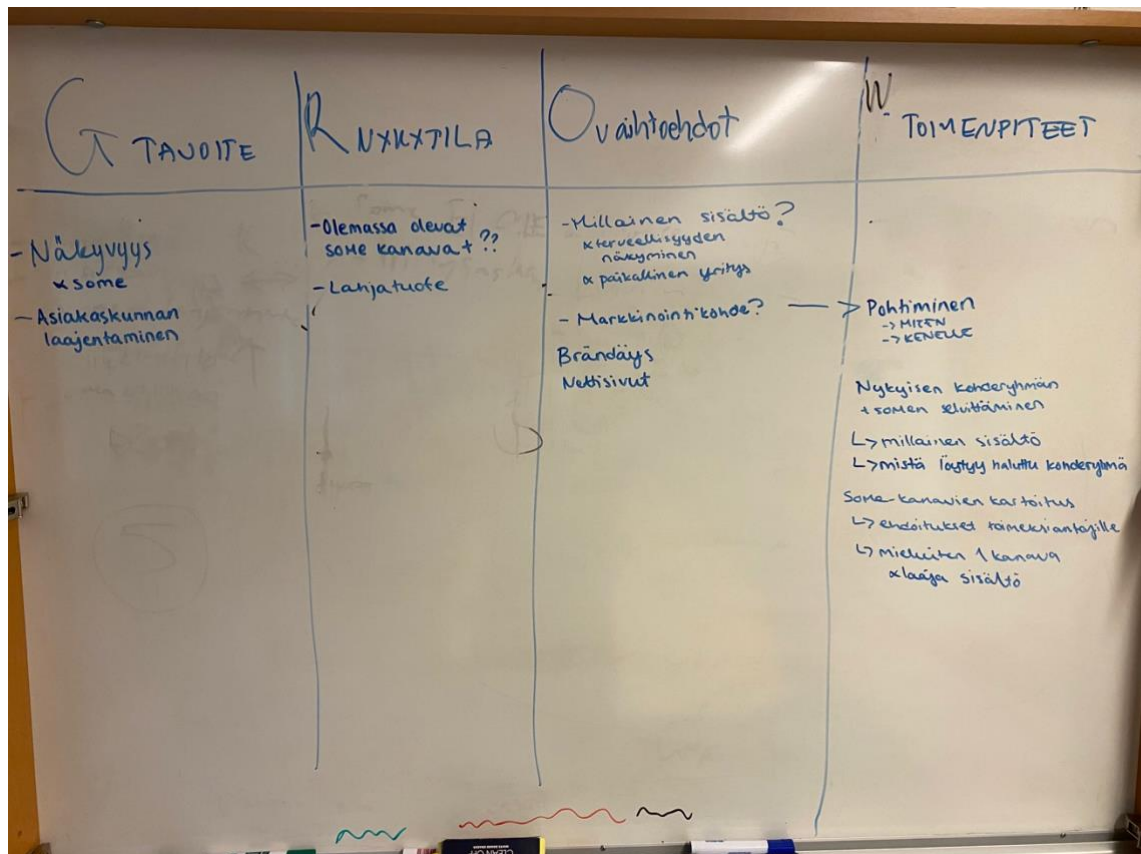 G TAVOITE
- Näkyvyys
x some
- Asiakaskunnan
laajentaminen
R NYKYTILA
- Olemassa olevat
some kanavat ??
- Lahjatuote
O vaihtoehdot
- Millainen sisältö?
x terveellisyyden
näkyminen
x paikallinen yritys
- Markkinointikohde? →
Brändäys
Nettisivut
W TOIMENPITEET
Pohtiminen
-> MITEN
-> KENELLE
Nykyisen kohderyhmän
+ somen selvittäminen
↳ millainen sisältö
↳ mistä löytyy haluttu kohderyhmä
Some-kanavien kartoitus
↳ ehdoitukset toimeksiantajille
↳ mieluiten 1 kanava
x laaja sisältö